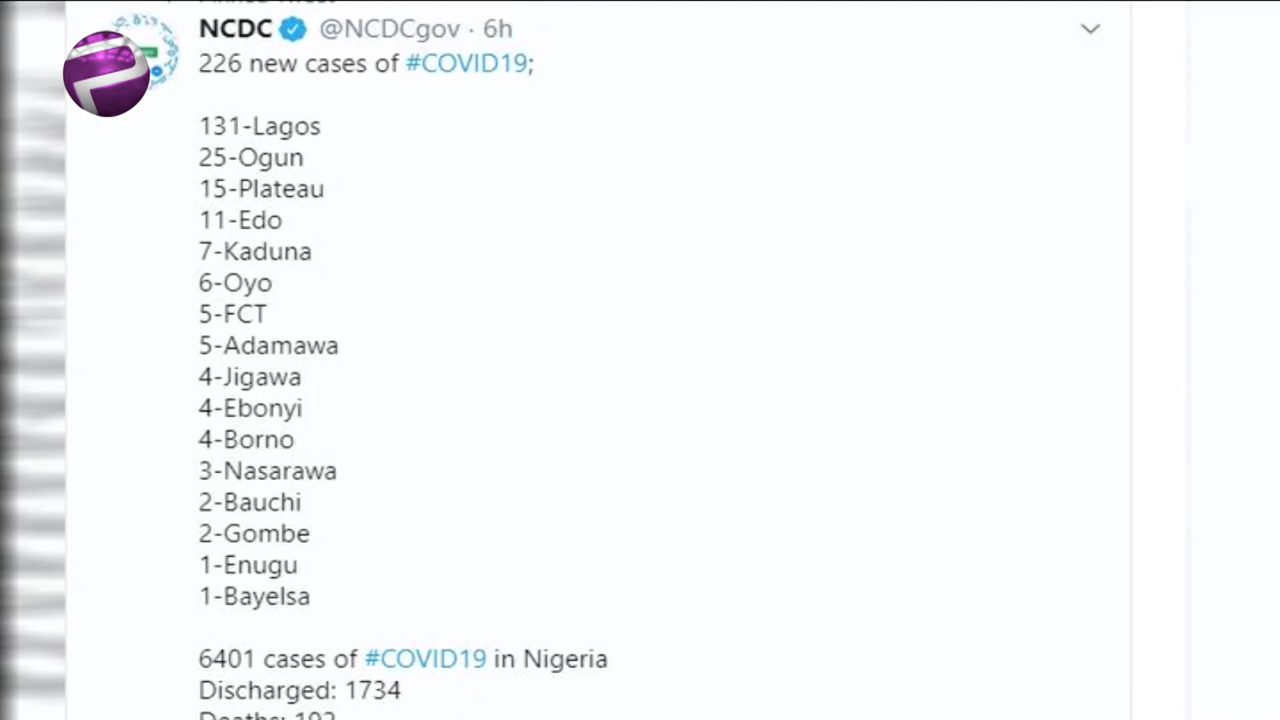 NCDC @NCDCgov · 6h
226 new cases of #COVID19;
131-Lagos
25-Ogun
15-Plateau
11-Edo
7-Kaduna
6-Oyo
5-FCT
5-Adamawa
4-Jigawa
4-Ebonyi
4-Borno
3-Nasarawa
2-Bauchi
2-Gombe
1-Enugu
1-Bayelsa
6401 cases of #COVID19 in Nigeria
Discharged: 1734
Deaths: 192